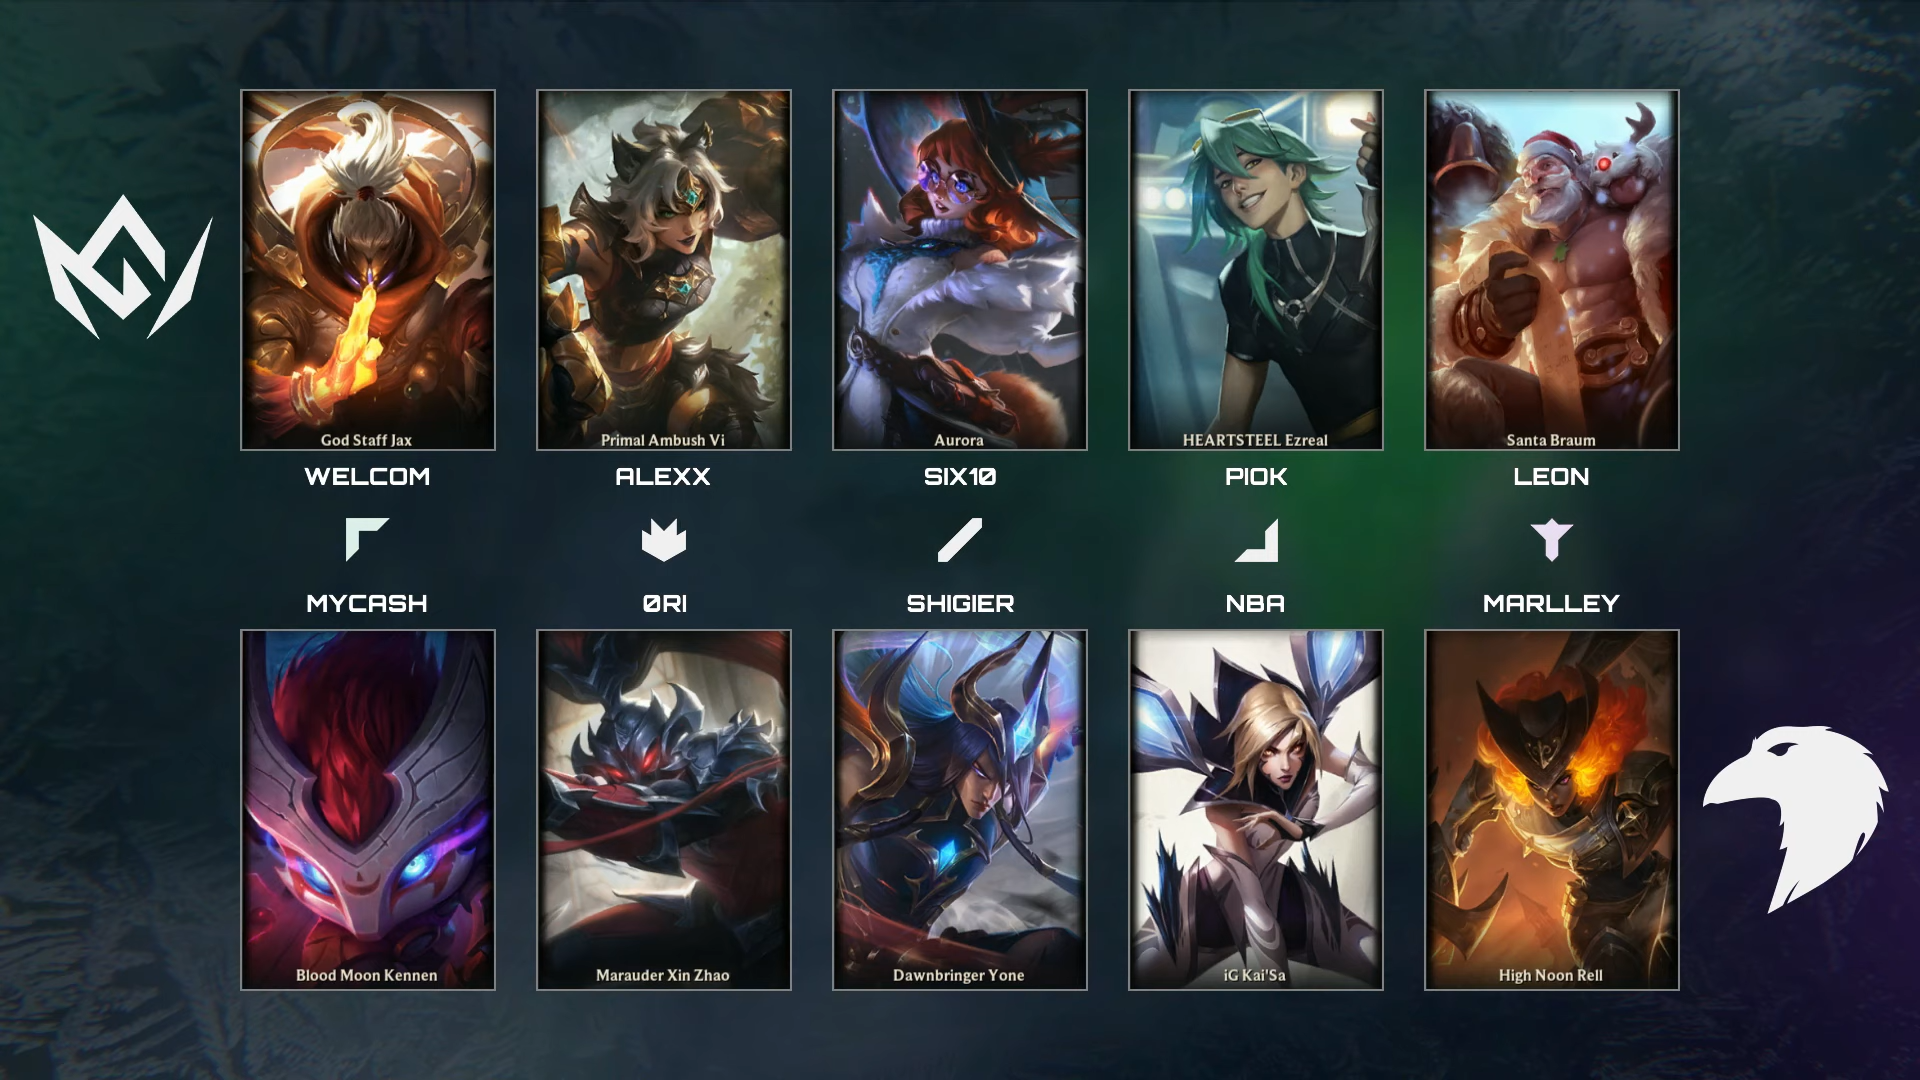 God Staff Jax
Primal Ambush Vi
Aurora
HEARTSTEEL Ezreal
Santa Braum
WELCOM
ALEXX
SIX10
PIOK
LEON
MYCASH
0RI
SHIGIER
NBA
MARLLEY
Blood Moon Kennen
Marauder Xin Zhao
Dawnbringer Yone
iG Kai'Sa
High Noon Rell